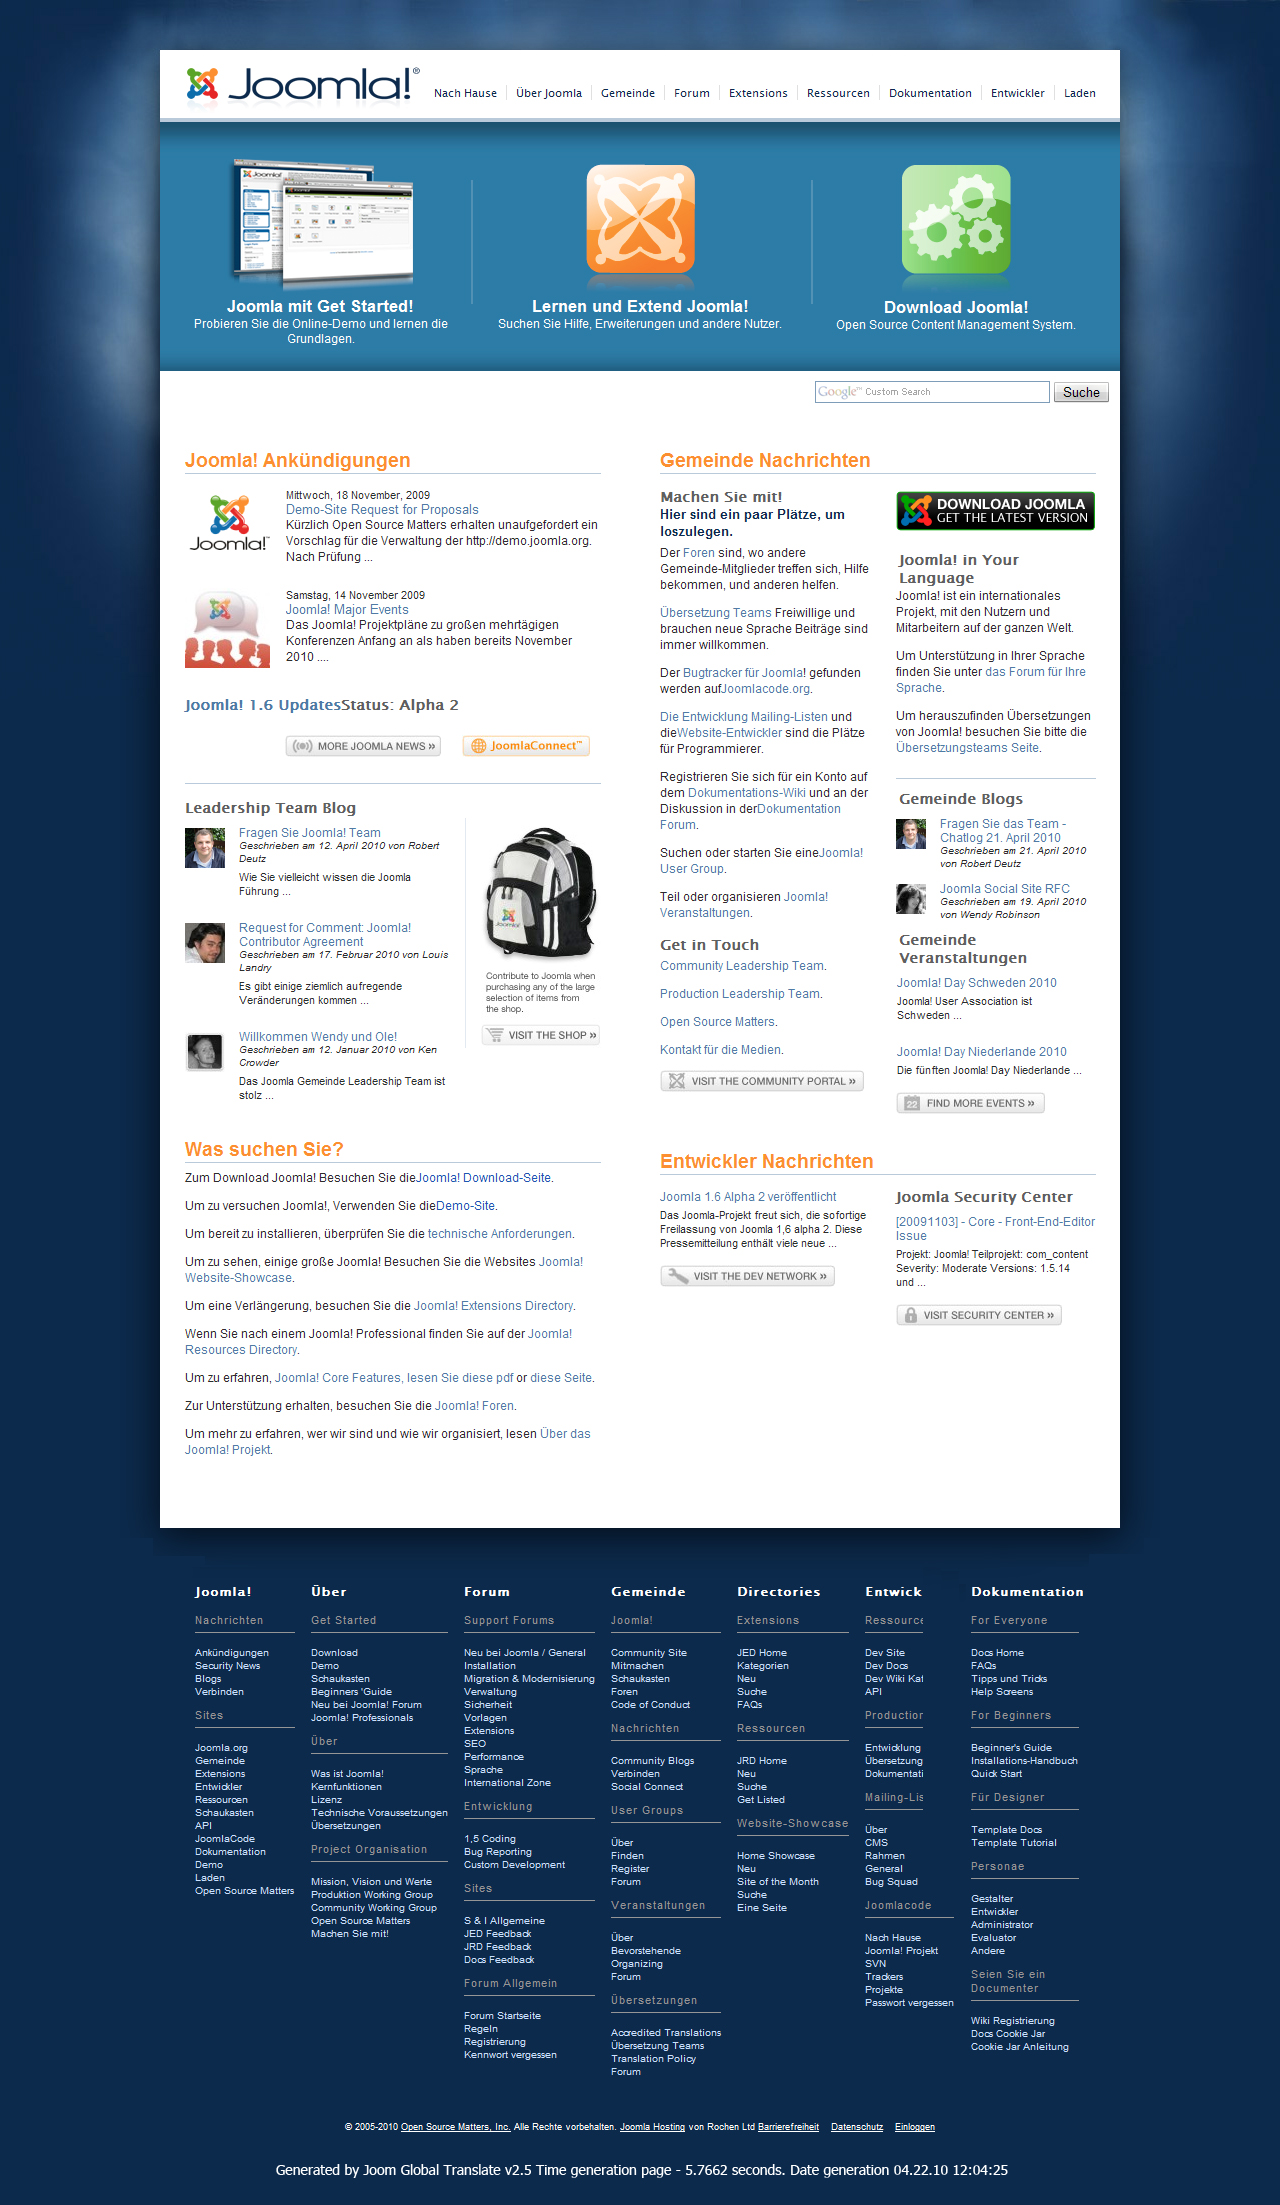 Joomla!®
Nach Hause
Über Joomla
Gemeinde
Forum
Extensions
Ressourcen
Dokumentation
Entwickler
Laden
Joomla mit Get Started!
Probieren Sie die Online-Demo und lernen die
Grundlagen.
Lernen und Extend Joomla!
Suchen Sie Hilfe, Erweiterungen und andere Nutzer.
Download Joomla!
Open Source Content Management System.
Google™ Custom Search
Suche
Joomla! Ankündigungen
Joomla!™
Mittwoch, 18 November, 2009
Demo-Site Request for Proposals
Kürzlich Open Source Matters erhalten unaufgefordert ein
Vorschlag für die Verwaltung der http://demo.joomla.org.
Nach Prüfung ...
Samstag, 14 November 2009
Joomla! Major Events
Das Joomla! Projektpläne zu großen mehrtägigen
Konferenzen Anfang an als haben bereits November
2010 ....
Joomla! 1.6 UpdatesStatus: Alpha 2
MORE JOOMLA NEWS »
JoomlaConnect™
Leadership Team Blog
Fragen Sie Joomla! Team
Geschrieben am 12. April 2010 von Robert
Deutz
Wie Sie vielleicht wissen die Joomla
Führung ...
Request for Comment: Joomla!
Contributor Agreement
Geschrieben am 17. Februar 2010 von Louis
Landry
Es gibt einige ziemlich aufregende
Veränderungen kommen ...
Willkommen Wendy und Ole!
Geschrieben am 12. Januar 2010 von Ken
Crowder
Das Joomla Gemeinde Leadership Team ist
stolz ...
Joomla!
Contribute to Joomla when
purchasing any of the large
selection of items from
the shop.
VISIT THE SHOP »
Was suchen Sie?
Zum Download Joomla! Besuchen Sie dieJoomla! Download-Seite.
Um zu versuchen Joomla!, Verwenden Sie dieDemo-Site.
Um bereit zu installieren, überprüfen Sie die technische Anforderungen.
Um zu sehen, einige große Joomla! Besuchen Sie die Websites Joomla!
Website-Showcase.
Um eine Verlängerung, besuchen Sie die Joomla! Extensions Directory.
Wenn Sie nach einem Joomla! Professional finden Sie auf der Joomla!
Resources Directory.
Um zu erfahren, Joomla! Core Features, lesen Sie diese pdf or diese Seite.
Zur Unterstützung erhalten, besuchen Sie die Joomla! Foren.
Um mehr zu erfahren, wer wir sind und wie wir organisiert, lesen Über das
Joomla! Projekt.
Gemeinde Nachrichten
Machen Sie mit!
Hier sind ein paar Plätze, um
loszulegen.
Der Foren sind, wo andere
Gemeinde-Mitglieder treffen sich, Hilfe
bekommen, und anderen helfen.
Übersetzung Teams Freiwillige und
brauchen neue Sprache Beiträge sind
immer willkommen.
Der Bugtracker für Joomla! gefunden
werden aufJoomlacode.org.
Die Entwicklung Mailing-Listen und
dieWebsite-Entwickler sind die Plätze
für Programmierer.
Registrieren Sie sich für ein Konto auf
dem Dokumentations-Wiki und an der
Diskussion in derDokumentation
Forum.
Suchen oder starten Sie eineJoomla!
User Group.
Teil oder organisieren Joomla!
Veranstaltungen.
Get in Touch
Community Leadership Team.
Production Leadership Team.
Open Source Matters.
Kontakt für die Medien.
VISIT THE COMMUNITY PORTAL »
DOWNLOAD JOOMLA
GET THE LATEST VERSION
Joomla! in Your
Language
Joomla! ist ein internationales
Projekt, mit den Nutzern und
Mitarbeitern auf der ganzen Welt.
Um Unterstützung in Ihrer Sprache
finden Sie unter das Forum für Ihre
Sprache.
Um herauszufinden Übersetzungen
von Joomla! besuchen Sie bitte die
Übersetzungsteams Seite.
Gemeinde Blogs
Fragen Sie das Team -
Chatlog 21. April 2010
Geschrieben am 21. April 2010
von Robert Deutz
Joomla Social Site RFC
Geschrieben am 19. April 2010
von Wendy Robinson
Gemeinde
Veranstaltungen
Joomla! Day Schweden 2010
Joomla! User Association ist
Schweden ...
Joomla! Day Niederlande 2010
Die fünften Joomla! Day Niederlande ...
22 FIND MORE EVENTS »
Entwickler Nachrichten
Joomla 1.6 Alpha 2 veröffentlicht
Das Joomla-Projekt freut sich, die sofortige
Freilassung von Joomla 1,6 alpha 2. Diese
Pressemitteilung enthält viele neue ...
VISIT THE DEV NETWORK »
Joomla Security Center
[20091103] - Core - Front-End-Editor
Issue
Projekt: Joomla! Teilprojekt: com_content
Severity: Moderate Versions: 1.5.14
und ...
VISIT SECURITY CENTER »
Joomla!
Nachrichten
Ankündigungen
Security News
Blogs
Verbinden
Sites
Joomla.org
Gemeinde
Extensions
Entwickler
Ressourcen
Schaukasten
API
JoomlaCode
Dokumentation
Demo
Laden
Open Source Matters
Über
Get Started
Download
Demo
Schaukasten
Beginners 'Guide
Neu bei Joomla! Forum
Joomla! Professionals
Über
Was ist Joomla!
Kernfunktionen
Lizenz
Technische Voraussetzungen
Übersetzungen
Project Organisation
Mission, Vision und Werte
Produktion Working Group
Community Working Group
Open Source Matters
Machen Sie mit!
Forum
Support Forums
Neu bei Joomla / General
Installation
Migration & Modernisierung
Verwaltung
Sicherheit
Vorlagen
Extensions
SEO
Performance
Sprache
International Zone
Entwicklung
1,5 Coding
Bug Reporting
Custom Development
Sites
S & I Allgemeine
JED Feedback
JRD Feedback
Docs Feedback
Forum Allgemein
Forum Startseite
Regeln
Registrierung
Kennwort vergessen
Gemeinde
Joomla!
Community Site
Mitmachen
Schaukasten
Foren
Code of Conduct
Nachrichten
Community Blogs
Verbinden
Social Connect
User Groups
Über
Finden
Register
Forum
Veranstaltungen
Über
Bevorstehende
Organizing
Forum
Übersetzungen
Accredited Translations
Übersetzung Teams
Translation Policy
Forum
Directories
Extensions
JED Home
Kategorien
Neu
Suche
FAQs
Ressourcen
JRD Home
Neu
Suche
Get Listed
Website-Showcase
Home Showcase
Neu
Site of the Month
Suche
Eine Seite
Entwick
Ressource
Dev Site
Dev Docs
Dev Wiki Kat
API
Production
Entwicklung
Übersetzung
Dokumentati
Mailing-Lis
Über
CMS
Rahmen
General
Bug Squad
Joomlacode
Nach Hause
Joomla! Projekt
SVN
Trackers
Projekte
Passwort vergessen
Dokumentation
For Everyone
Docs Home
FAQs
Tipps und Tricks
Help Screens
For Beginners
Beginner's Guide
Installations-Handbuch
Quick Start
Für Designer
Template Docs
Template Tutorial
Personae
Gestalter
Entwickler
Administrator
Evaluator
Andere
Seien Sie ein
Documenter
Wiki Registrierung
Docs Cookie Jar
Cookie Jar Anleitung
© 2005-2010 Open Source Matters, Inc. Alle Rechte vorbehalten. Joomla Hosting von Rochen Ltd Barrierefreiheit Datenschutz Einloggen
Generated by Joom Global Translate v2.5 Time generation page - 5.7662 seconds. Date generation 04.22.10 12:04:25